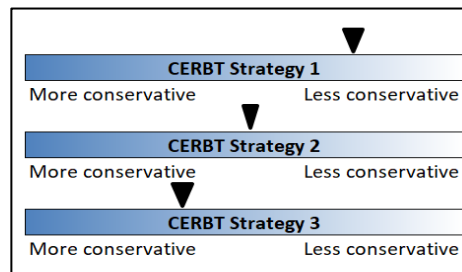 CERBT Strategy 1
More conservative Less conservative
CERBT Strategy 2
More conservative Less conservative
CERBT Strategy 3
More conservative Less conservative